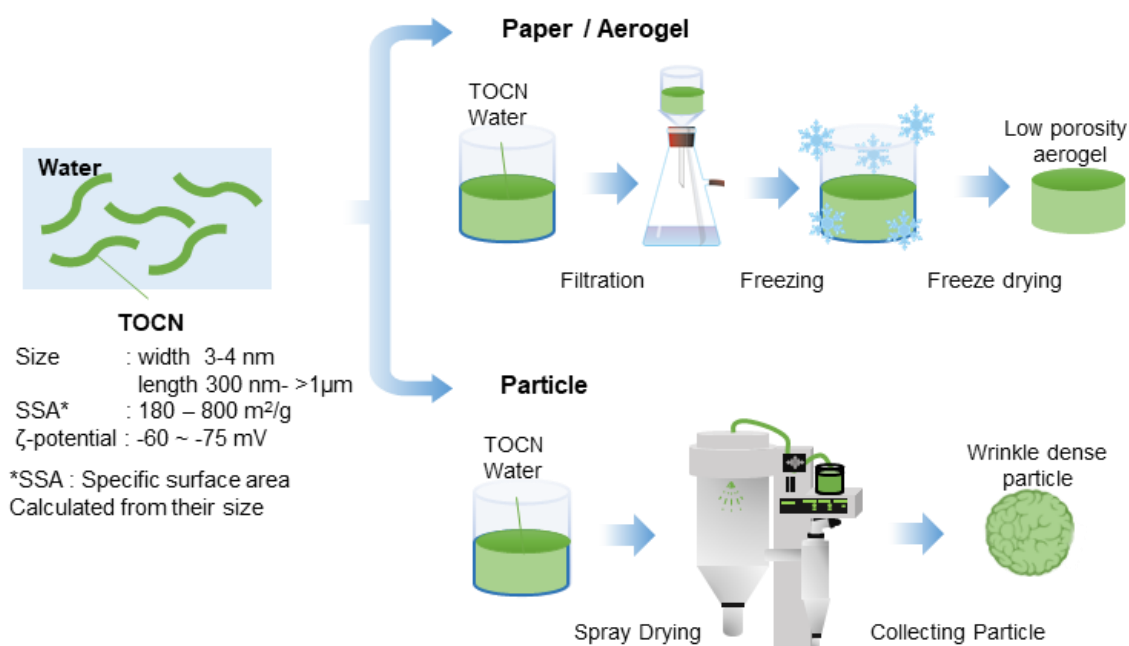 Paper / Aerogel
TOCN
Water
Low porosity
aerogel
Filtration
Freezing
Freeze drying
Water
TOCN
Size : width 3-4 nm
length 300 nm- >1μm
SSA* : 180 – 800 m²/g
ζ-potential : -60 ~ -75 mV
*SSA : Specific surface area
Calculated from their size
Particle
TOCN
Water
Wrinkle dense
particle
Spray Drying
Collecting Particle